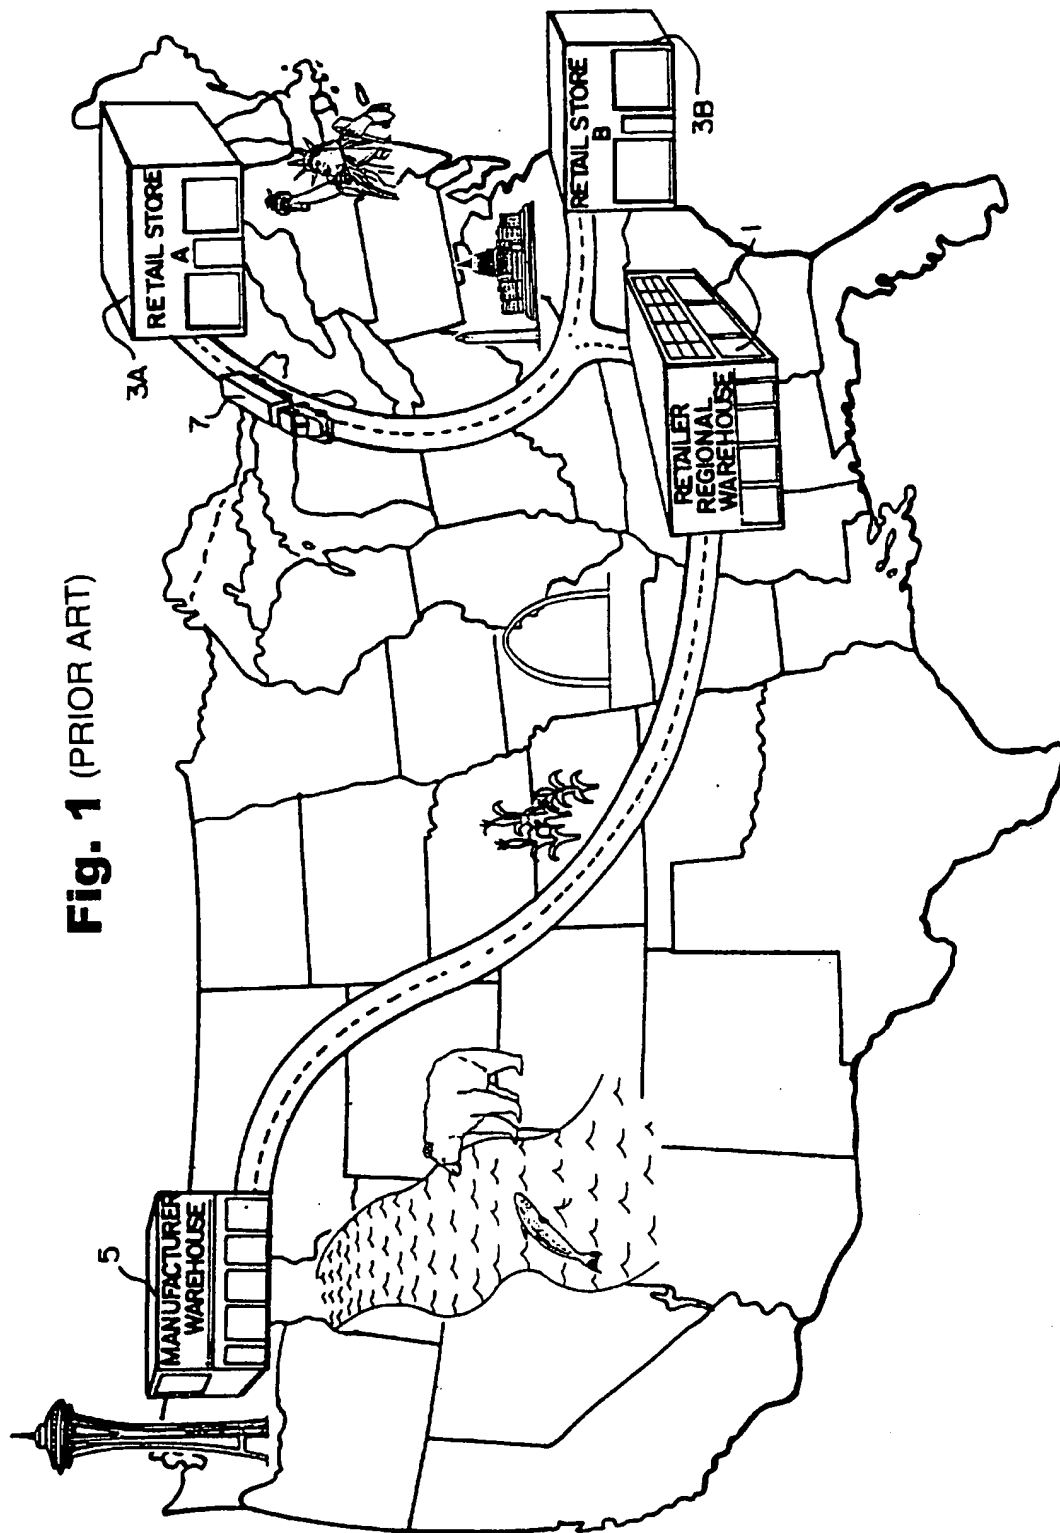 Fig. 1 (PRIOR ART)
5
MANUFACTURER
WAREHOUSE
7
3A
RETAIL STORE
A
RETAILER
REGIONAL
WAREHOUSE
1
RETAIL STORE
B
3B